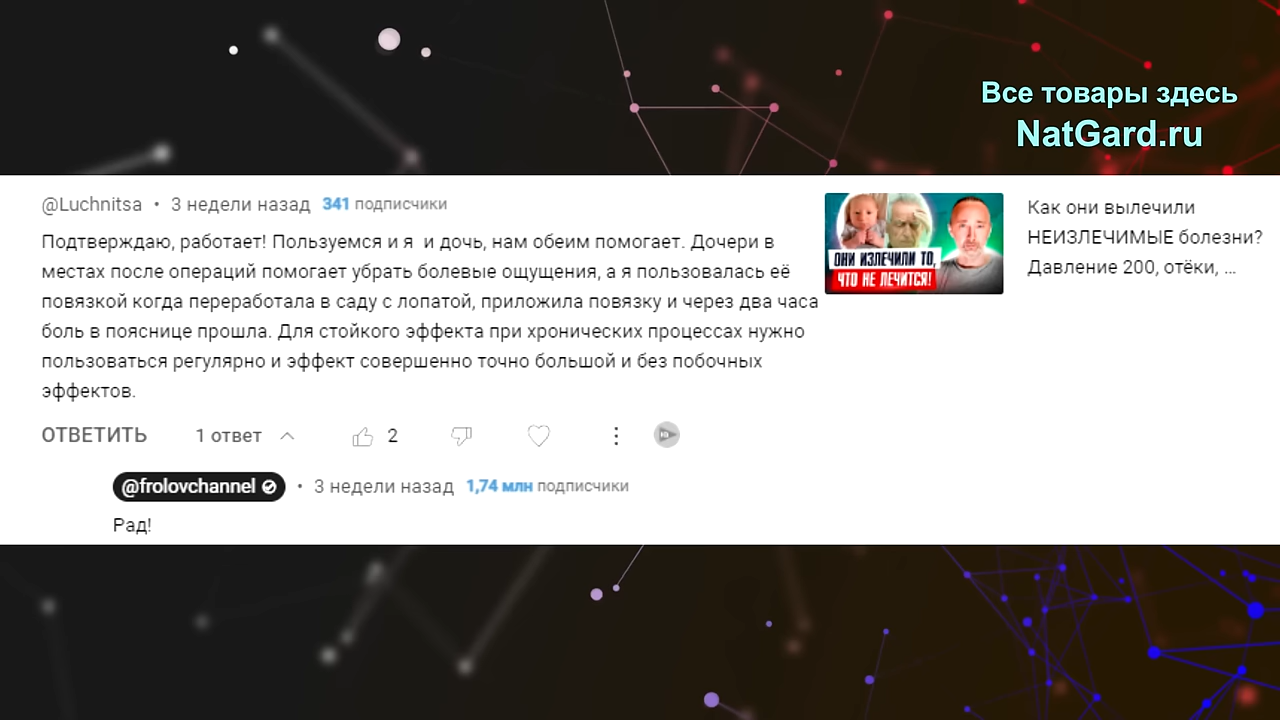 Все товары здесь
NatGard.ru
@Luchnitsa • 3 недели назад 341 подписчики
Подтверждаю, работает! Пользуемся и я и дочь, нам обеим помогает. Дочери в
местах после операций помогает убрать болевые ощущения, а я пользовалась её
повязкой когда переработала в саду с лопатой, приложила повязку и через два часа
боль в пояснице прошла. Для стойкого эффекта при хронических процессах нужно
пользоваться регулярно и эффект совершенно точно большой и без побочных
эффектов.
ОТВЕТИТЬ 1 ответ 2
@frolovchannel • 3 недели назад 1,74 млн подписчики
Рад!
ОНИ ИЗЛЕЧИЛИ ТО,
ЧТО НЕ ЛЕЧИТСЯ!
Как они вылечили
НЕИЗЛЕЧИМЫЕ болезни?
Давление 200, отёки, ...